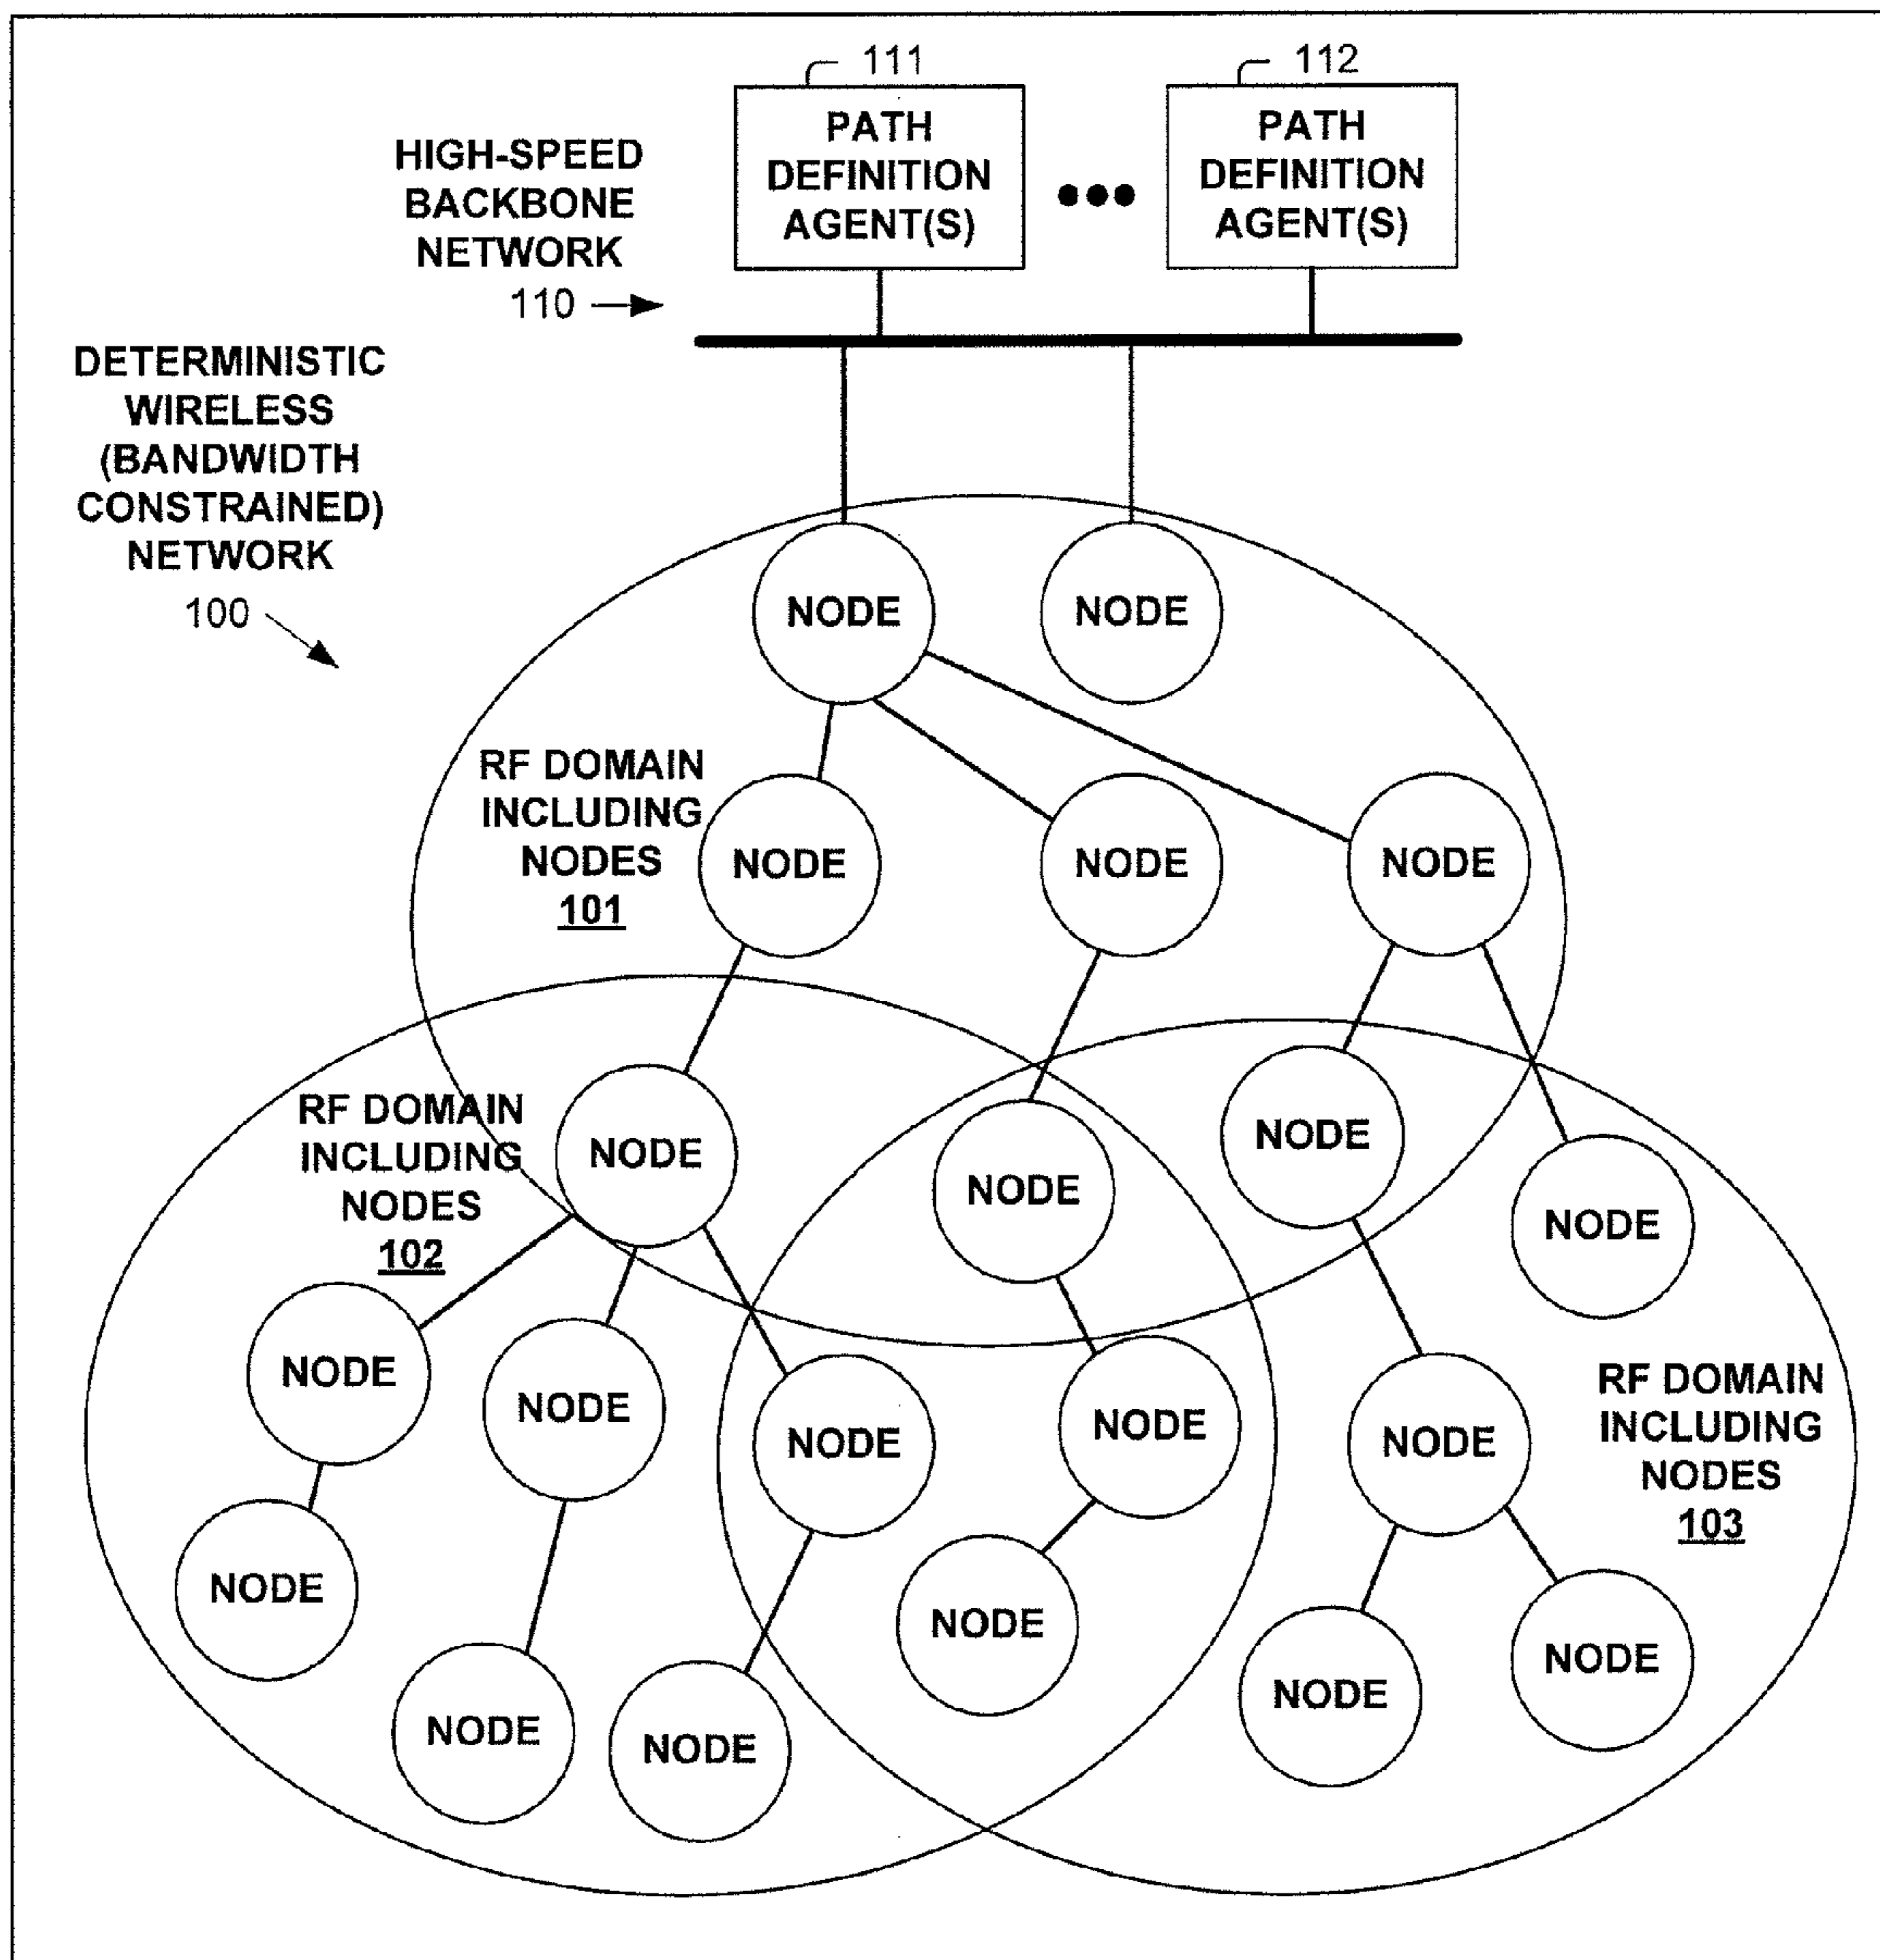 111
112
PATH
DEFINITION
AGENT(S)
PATH
DEFINITION
AGENT(S)
HIGH-SPEED
BACKBONE
NETWORK
110
DETERMINISTIC
WIRELESS
(BANDWIDTH
CONSTRAINED)
NETWORK
100
NODE
NODE
RF DOMAIN
INCLUDING
NODES
101
NODE
NODE
NODE
RF DOMAIN
INCLUDING
NODES
102
NODE
NODE
NODE
NODE
NODE
NODE
NODE
NODE
NODE
RF DOMAIN
INCLUDING
NODES
103
NODE
NODE
NODE
NODE
NODE
NODE